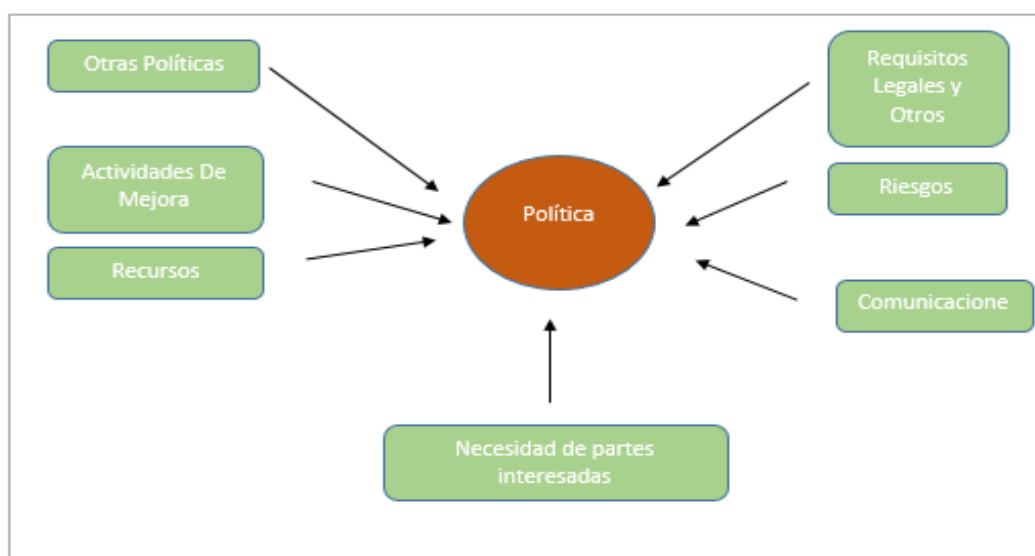 Otras Políticas
Actividades De
Mejora
Recursos
Política
Requisitos
Legales y
Otros
Riesgos
Comunicacione
Necesidad de partes
interesadas